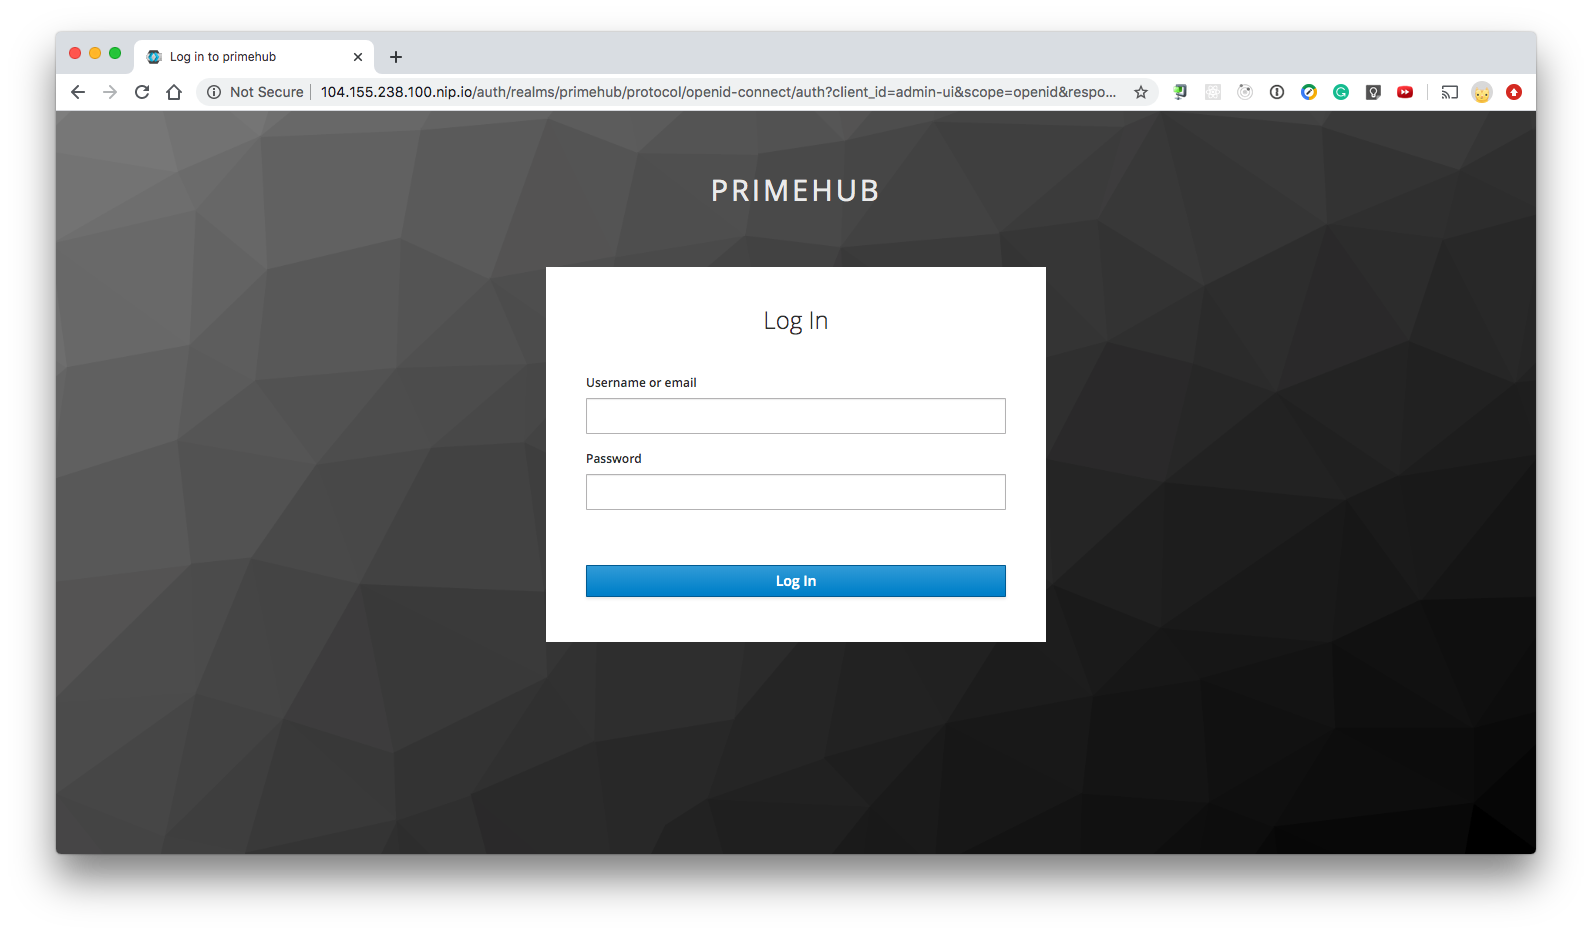 Log in to primehub
Not Secure | 104.155.238.100.nip.io/auth/realms/primehub/protocol/openid-connect/auth?client_id=admin-ui&scope=openid&respo...
PRIMEHUB
Log In
Username or email
Password
Log In